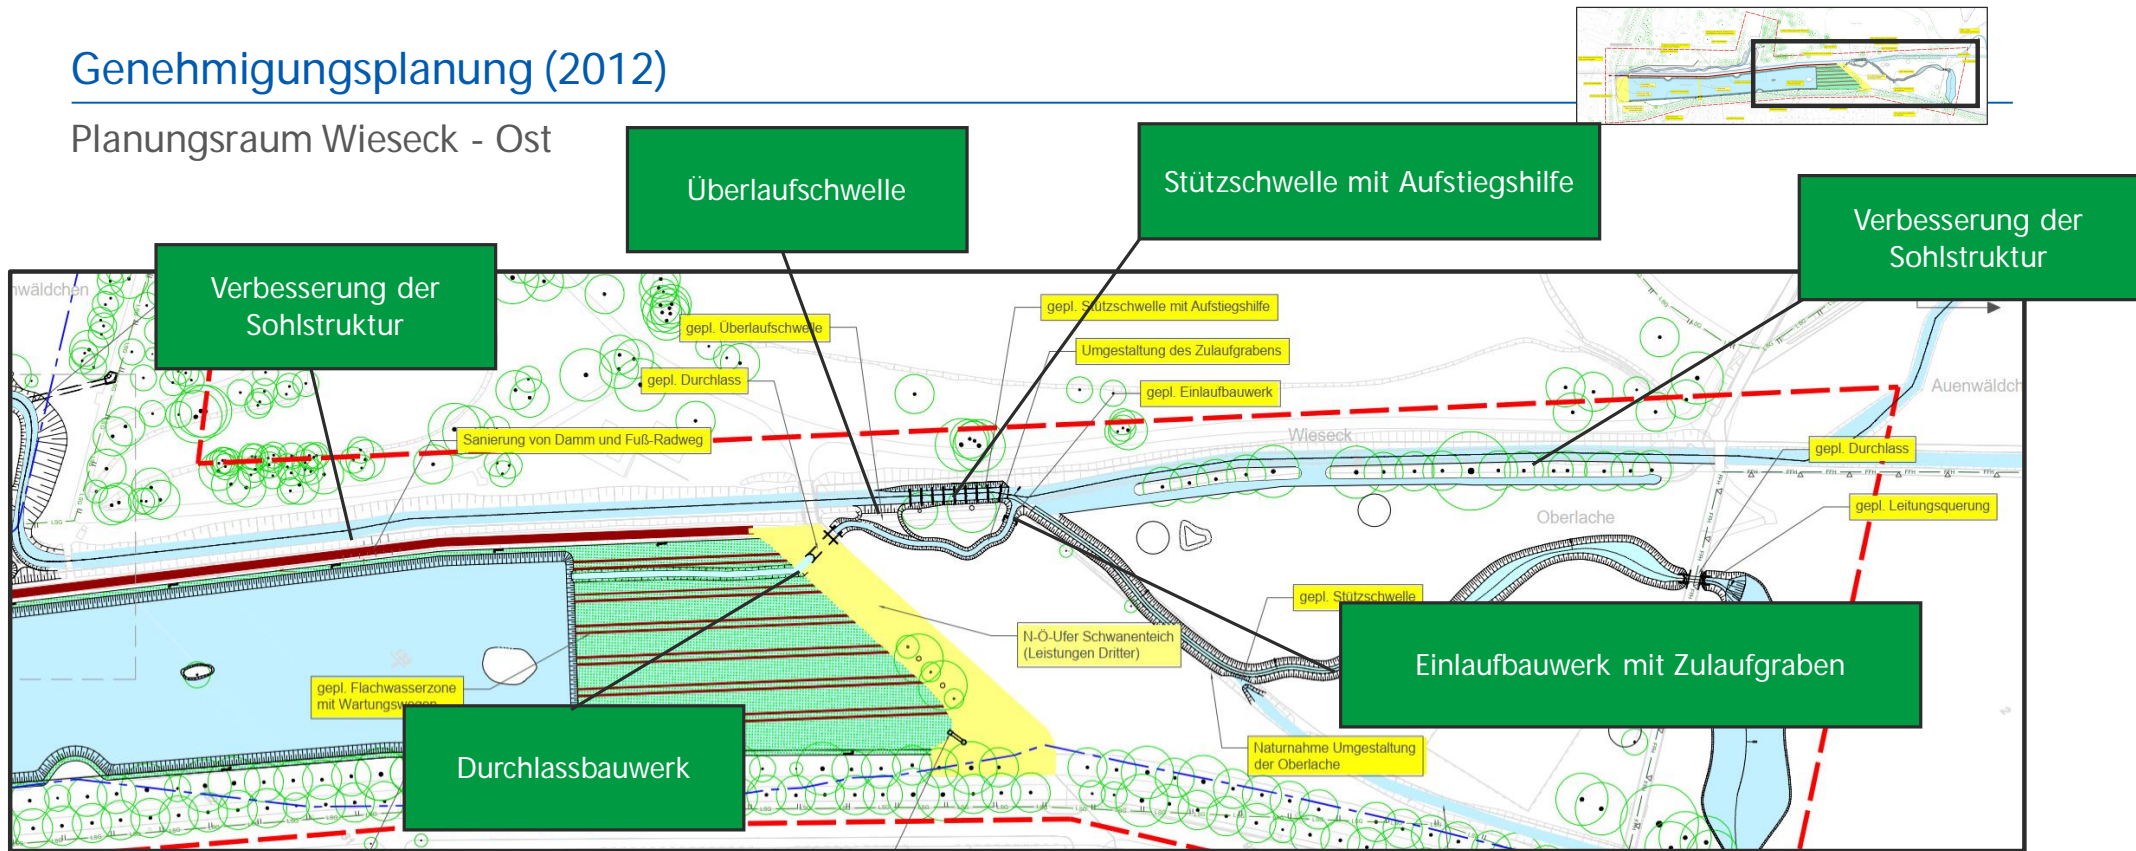 Genehmigungsplanung (2012)
Planungsraum Wieseck - Ost
Überlaufschwelle
Stützschwelle mit Aufstiegshilfe
Verbesserung der
Sohlstruktur
Verbesserung der
Sohlstruktur
nwäldchen
gepl. Überlaufschwelle
gepl. Stützschwelle mit Aufstiegshilfe
Umgestaltung des Zulaufgrabens
gepl. Durchlass
gepl. Einlaufbauwerk
Auenwäldch
Sanierung von Damm und Fuß-Radweg
Wieseck
gepl. Durchlass
gepl. Leitungsquerung
Oberlache
gepl. Stützschwelle
N-Ö-Ufer Schwanenteich
(Leistungen Dritter)
Einlaufbauwerk mit Zulaufgraben
gepl. Flachwasserzone
mit Wartungswegen
Durchlassbauwerk
Naturnahme Umgestaltung
der Oberlache